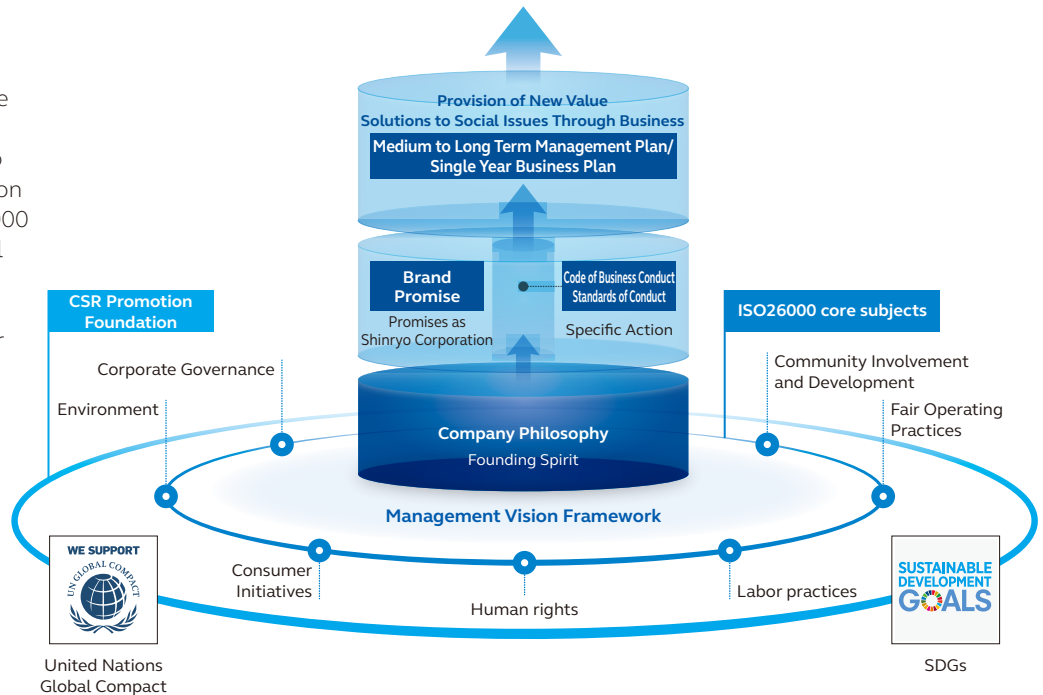 e
o
on
000
l
r
Provision of New Value
Solutions to Social Issues Through Business
Medium to Long Term Management Plan/
Single Year Business Plan
Brand
Promise
Promises as
Shinryo Corporation
Code of Business Conduct
Standards of Conduct
Specific Action
CSR Promotion
Foundation
ISO26000 core subjects
Corporate Governance
Environment
Community Involvement
and Development
Fair Operating
Practices
Company Philosophy
Founding Spirit
Management Vision Framework
Consumer
Initiatives
Human rights
Labor practices
WE SUPPORT
UN GLOBAL COMPACT
United Nations
Global Compact
SUSTAINABLE
DEVELOPMENT
GOALS
SDGs